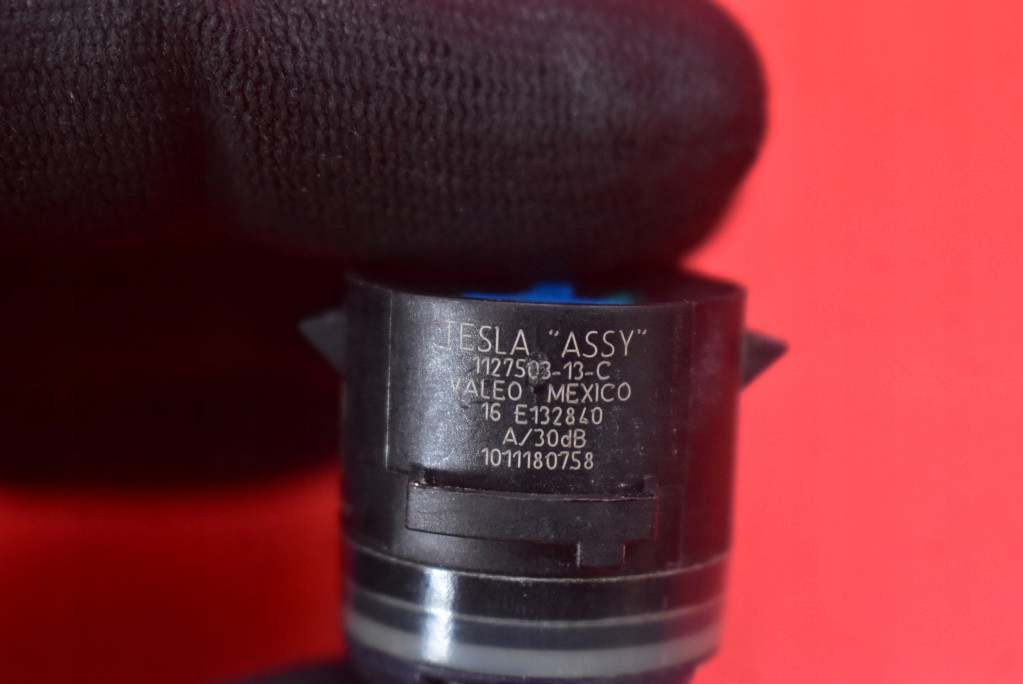 TESLA "ASSY"
1127503-13-C
VALEO MEXICO
16 E132840
A/30dB
1011180758